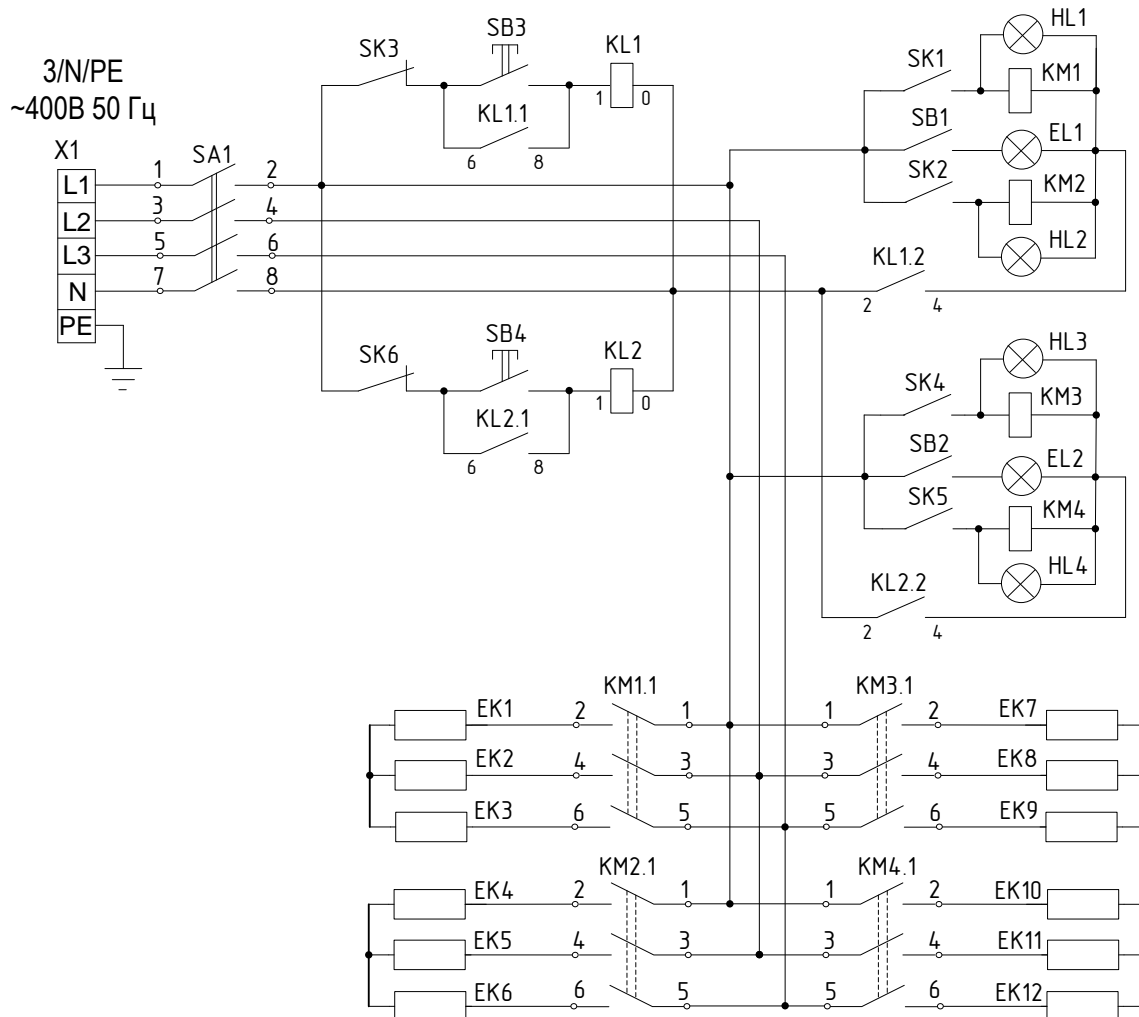 3/N/PE
~400В 50 Гц
X1
L1
L2
L3
N
PE
1 SA1 2
3 4
5 6
7 8
SK3 SB3 KL1
1 0
KL1.1
6 8
SK6 SB4 KL2
1 0
KL2.1
6 8
HL1
SK1 KM1
SB1 EL1
SK2 KM2
HL2
KL1.2
2 4
HL3
SK4 KM3
SB2 EL2
SK5 KM4
HL4
KL2.2
2 4
KM1.1 KM3.1
EK1 2 1 1 2 EK7
EK2 4 3 3 4 EK8
EK3 6 5 5 6 EK9
KM2.1 KM4.1
EK4 2 1 1 2 EK10
EK5 4 3 3 4 EK11
EK6 6 5 5 6 EK12